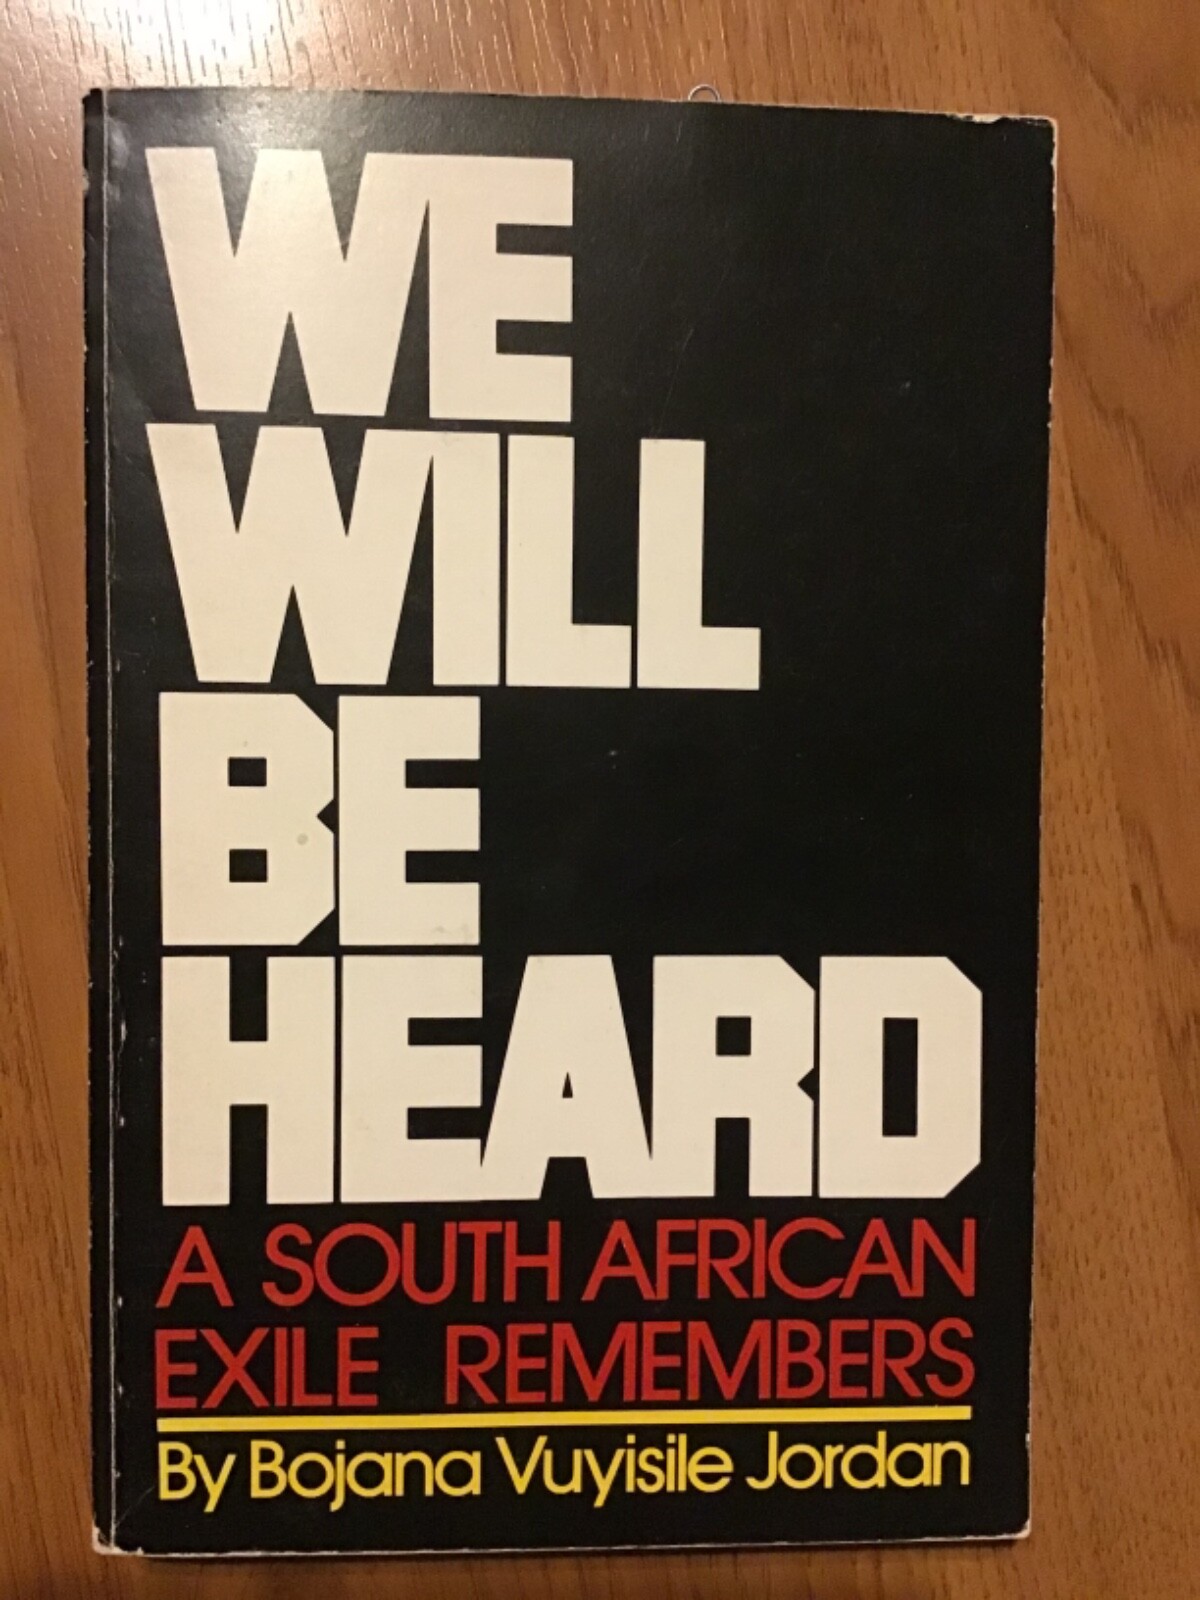 WE
WILL
BE
HEARD
A SOUTH AFRICAN
EXILE REMEMBERS
By Bojana Vuyisile Jordan